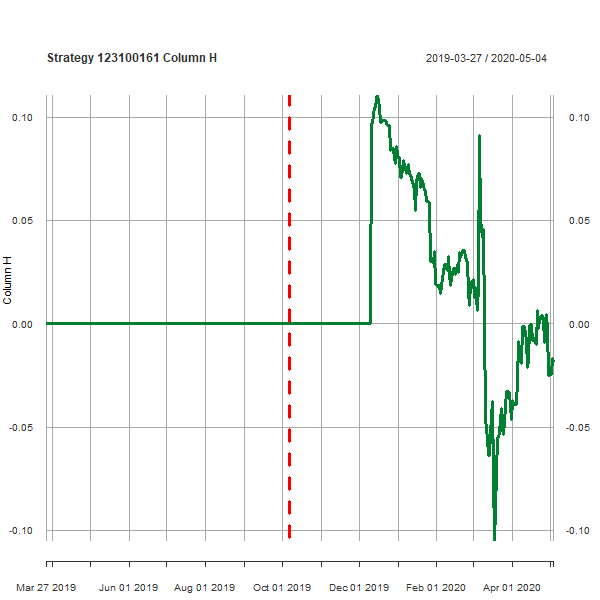 Strategy 123100161 Column H
2019-03-27 / 2020-05-04
0.10 0.10
0.05 0.05
Column H
0.00 0.00
-0.05 -0.05
-0.10 -0.10
Mar 27 2019 Jun 01 2019 Aug 01 2019 Oct 01 2019 Dec 01 2019 Feb 01 2020 Apr 01 2020